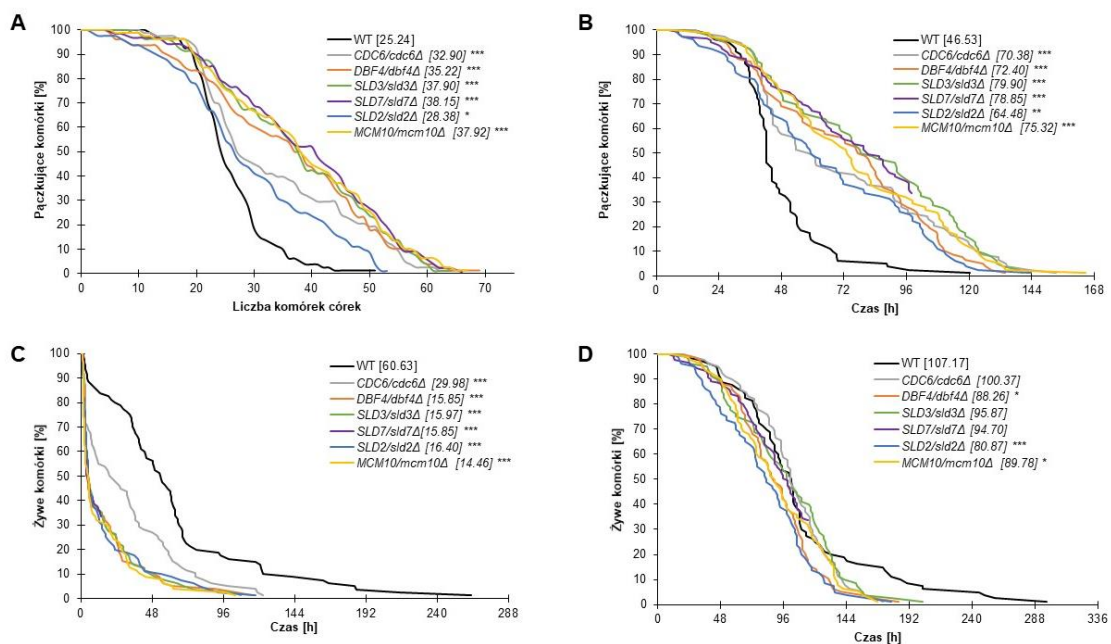 A
Pączkujące komórki [%]
100
90
80
70
60
50
40
30
20
10
0
0 10 20 30 40 50 60 70
Liczba komórek córek
WT [25.24]
CDC6/cdc6Δ [32.90] ***
DBF4/dbf4Δ [35.22] ***
SLD3/sld3Δ [37.90] ***
SLD7/sld7Δ [38.15] ***
SLD2/sld2Δ [28.38] *
MCM10/mcm10Δ [37.92] ***
B
Pączkujące komórki [%]
100
90
80
70
60
50
40
30
20
10
0
0 24 48 72 96 120 144 168
Czas [h]
WT [46.53]
CDC6/cdc6Δ [70.38] ***
DBF4/dbf4Δ [72.40] ***
SLD3/sld3Δ [79.90] ***
SLD7/sld7Δ [78.85] ***
SLD2/sld2Δ [64.48] **
MCM10/mcm10Δ [75.32] ***
C
Żywe komórki [%]
100
90
80
70
60
50
40
30
20
10
0
0 48 96 144 192 240 288
Czas [h]
WT [60.63]
CDC6/cdc6Δ [29.98] ***
DBF4/dbf4Δ [15.85] ***
SLD3/sld3Δ [15.97] ***
SLD7/sld7Δ[15.85] ***
SLD2/sld2Δ [16.40] ***
MCM10/mcm10Δ [14.46] ***
D
Żywe komórki [%]
100
90
80
70
60
50
40
30
20
10
0
0 48 96 144 192 240 288 336
Czas [h]
WT [107.17]
CDC6/cdc6Δ [100.37]
DBF4/dbf4Δ [88.26] *
SLD3/sld3Δ [95.87]
SLD7/sld7Δ [94.70]
SLD2/sld2Δ [80.87] ***
MCM10/mcm10Δ [89.78] *